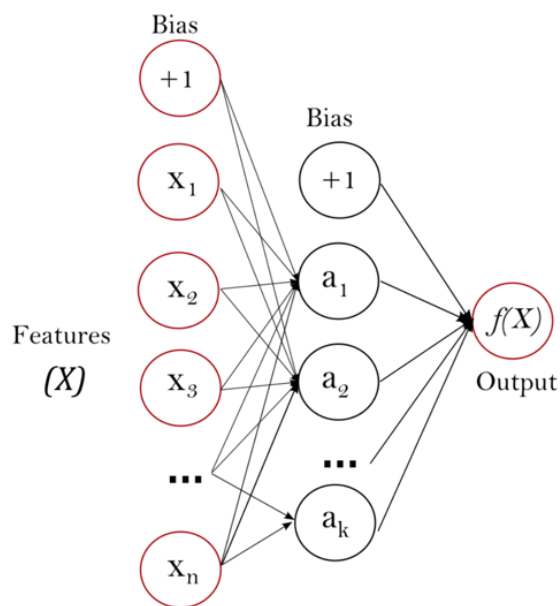 Bias
+1
Bias
x1
+1
x2
a1
Features
(X)
f(X)
Output
x3
a2
...
...
ak
xn